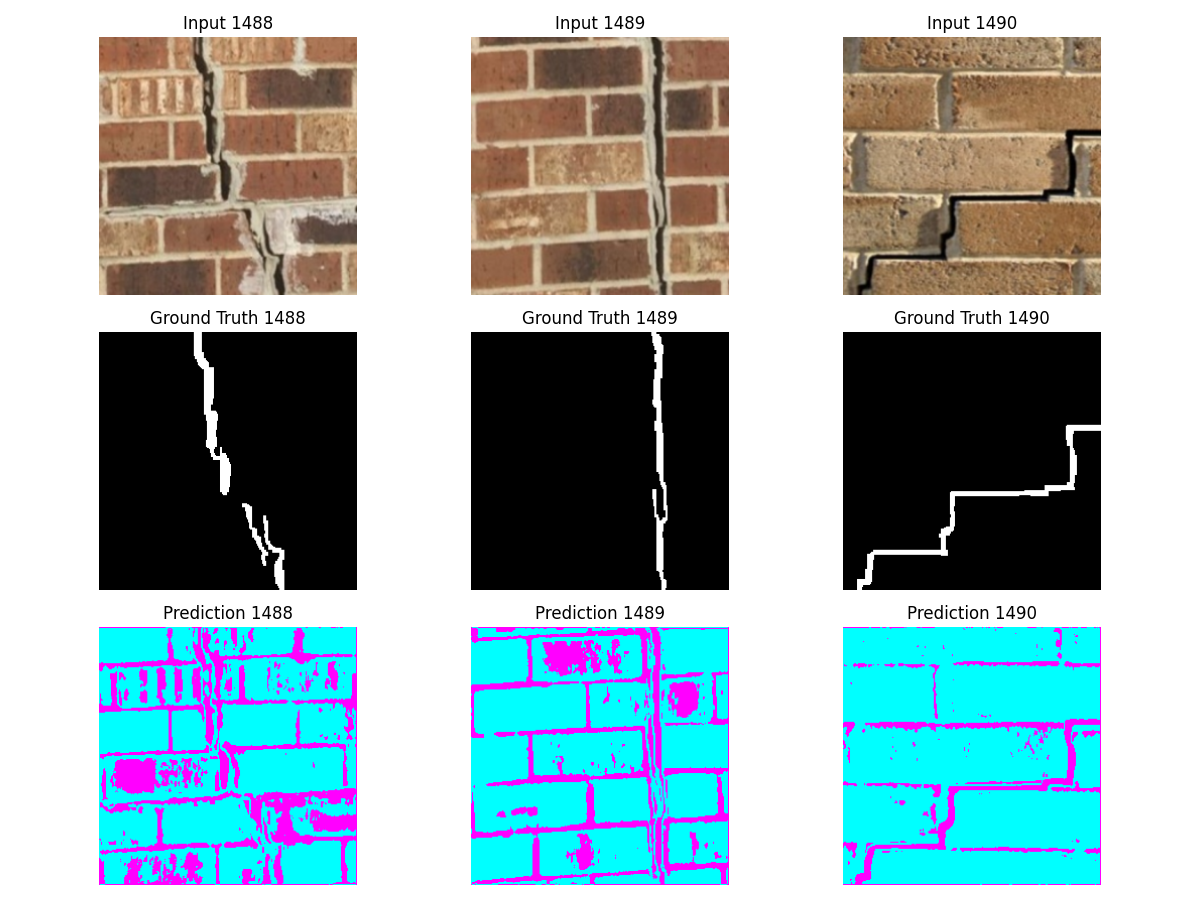 Input 1488
Input 1489
Input 1490
Ground Truth 1488
Ground Truth 1489
Ground Truth 1490
Prediction 1488
Prediction 1489
Prediction 1490